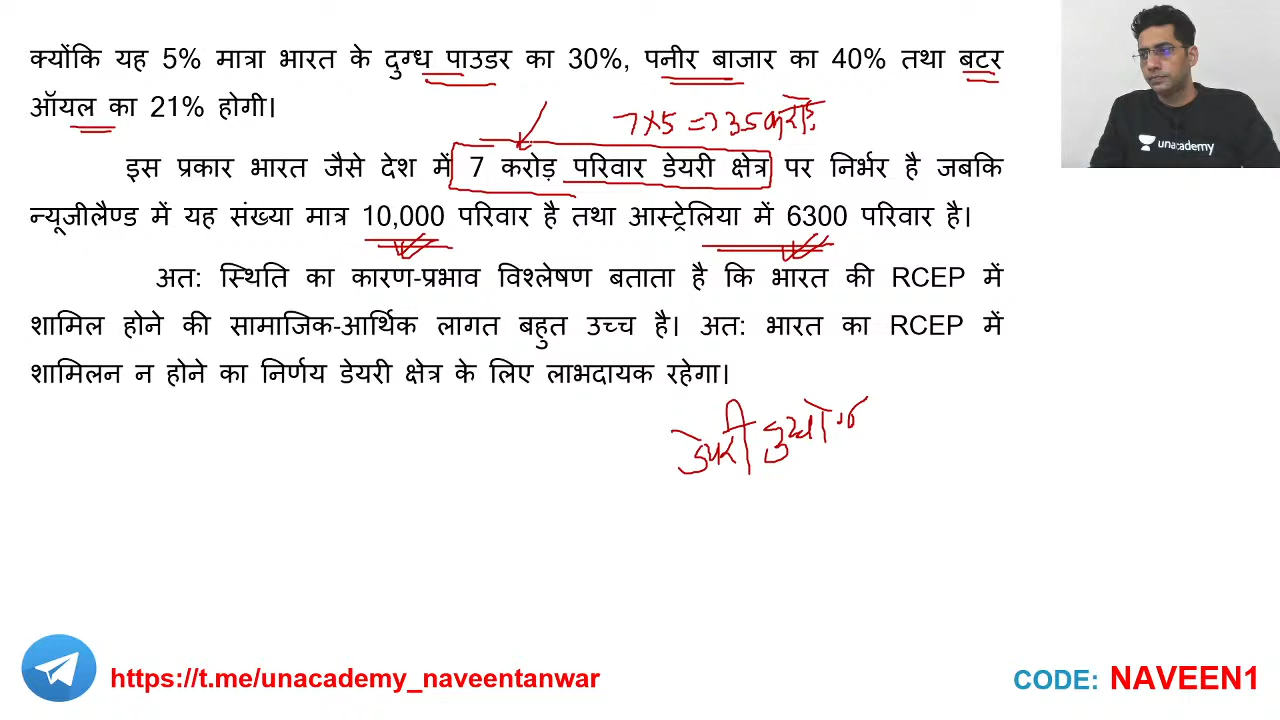 क्योंकि यह 5% मात्रा भारत के दुग्ध पाउडर का 30%, पनीर बाजार का 40% तथा बटर
ऑयल का 21% होगी।
7×5 => 35 करोड़
इस प्रकार भारत जैसे देश में 7 करोड़ परिवार डेयरी क्षेत्र पर निर्भर है जबकि
न्यूजीलैण्ड में यह संख्या मात्र 10,000 परिवार है तथा आस्ट्रेलिया में 6300 परिवार है।
अत: स्थिति का कारण-प्रभाव विश्लेषण बताता है कि भारत की RCEP में
शामिल होने की सामाजिक-आर्थिक लागत बहुत उच्च है। अत: भारत का RCEP में
शामिलन न होने का निर्णय डेयरी क्षेत्र के लिए लाभदायक रहेगा।
डेयरी
unacademy
https://t.me/unacademy_naveentanwar
CODE: NAVEEN1